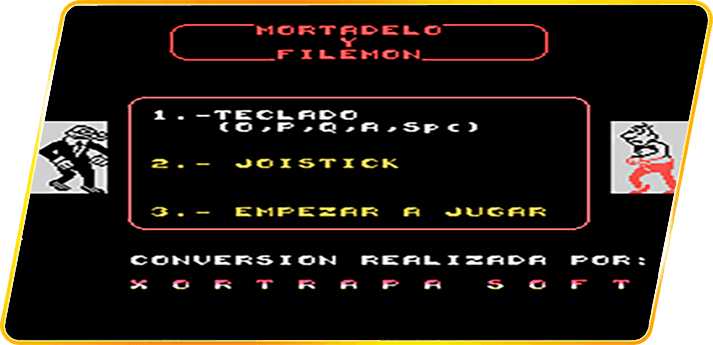 MORTADELO
Y
FILEMON
1.-TECLADO
(O,P,Q,A,Spc)
2.- JOISTICK
3.- EMPEZAR A JUGAR
CONVERSION REALIZADA POR:
XORTRAPA SOFT